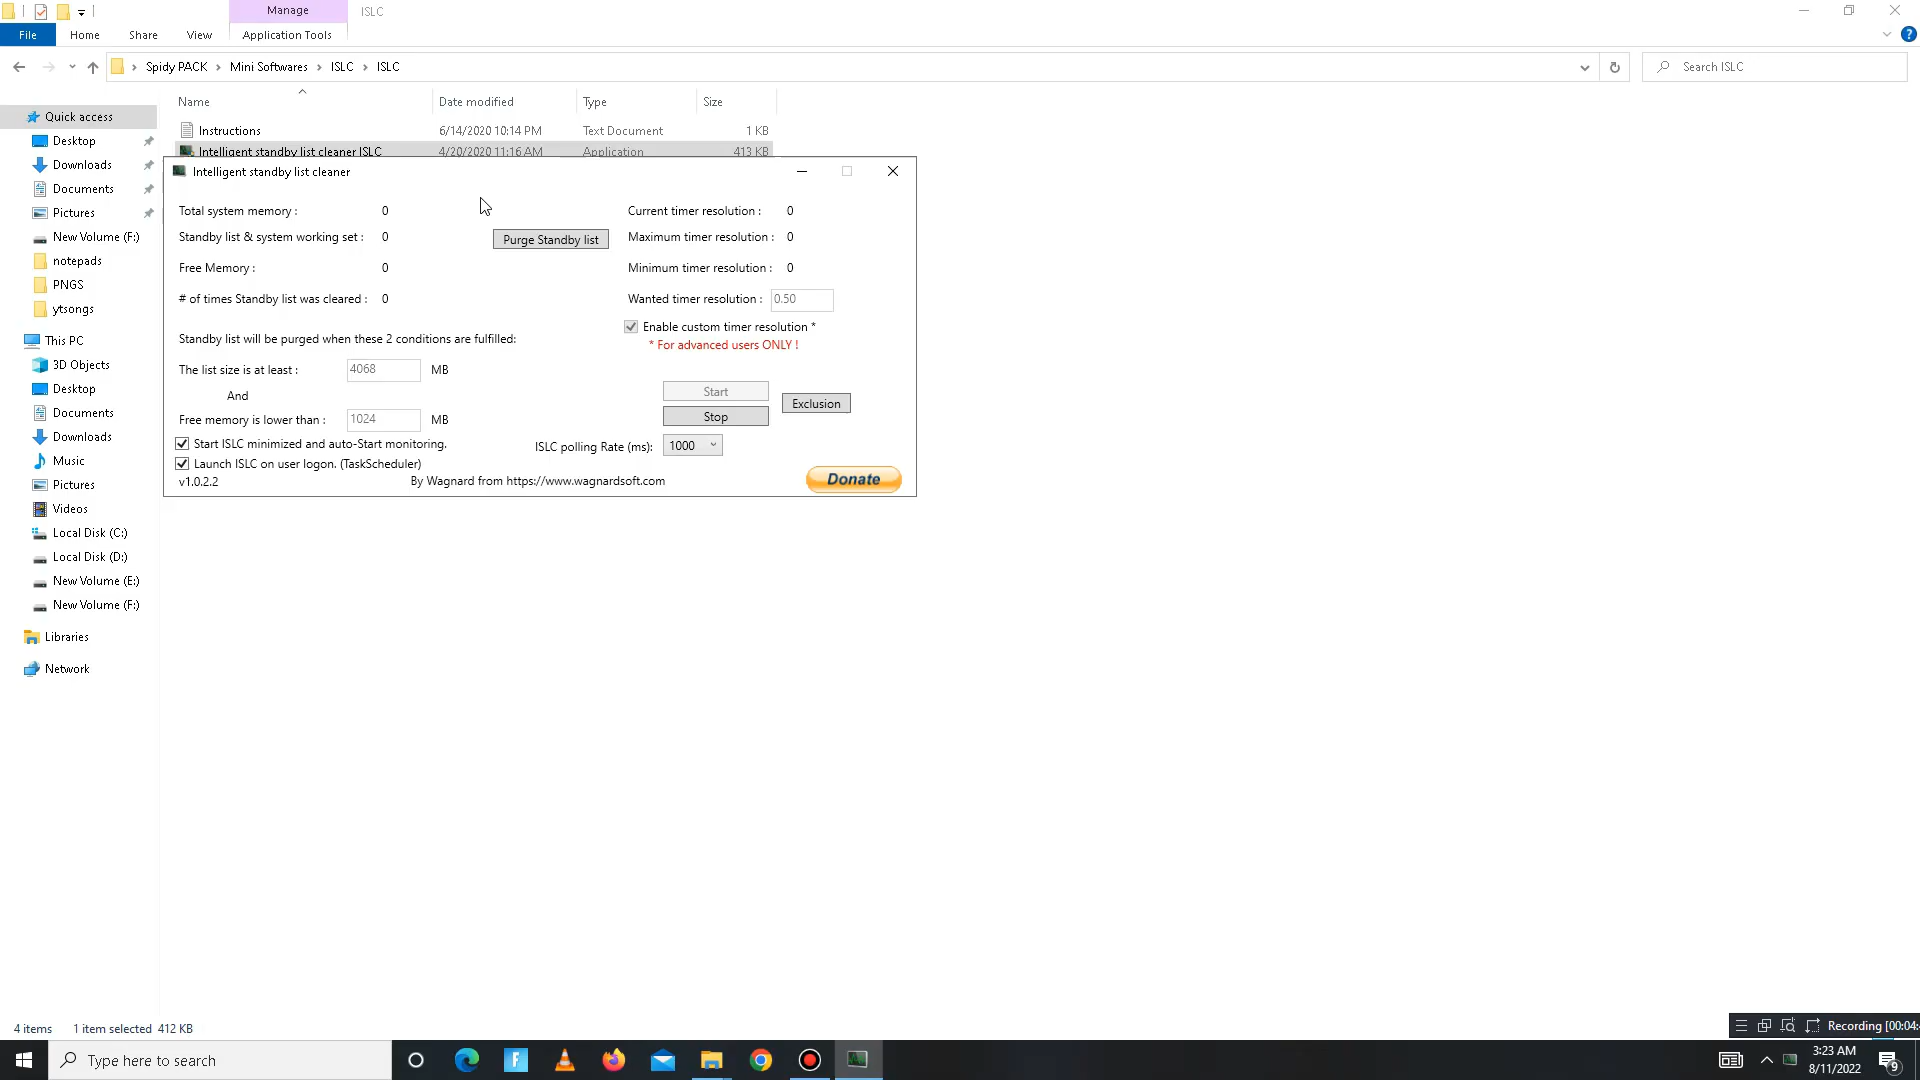 Manage
ISLC
File
Home
Share
View
Application Tools
Spidy PACK
Mini Softwares
ISLC
ISLC
Search ISLC
Name
Date modified
Type
Size
Instructions
6/14/2020 10:14 PM
Text Document
1 KB
Intelligent standby list cleaner ISLC
4/20/2020 11:16 AM
Application
413 KB
Quick access
Desktop
Downloads
Documents
Pictures
New Volume (F:)
notepads
PNGS
ytsongs
This PC
3D Objects
Desktop
Documents
Downloads
Music
Pictures
Videos
Local Disk (C:)
Local Disk (D:)
New Volume (E:)
New Volume (F:)
Libraries
Network
Intelligent standby list cleaner
Total system memory : 0
Standby list & system working set : 0
Purge Standby list
Free Memory : 0
# of times Standby list was cleared : 0
Standby list will be purged when these 2 conditions are fulfilled:
The list size is at least : 4068 MB
And
Free memory is lower than : 1024 MB
Start ISLC minimized and auto-Start monitoring.
Launch ISLC on user logon. (TaskScheduler)
v1.0.2.2
By Wagnard from https://www.wagnardsoft.com
Current timer resolution : 0
Maximum timer resolution : 0
Minimum timer resolution : 0
Wanted timer resolution : 0.50
Enable custom timer resolution *
* For advanced users ONLY !
Start
Stop
Exclusion
ISLC polling Rate (ms): 1000
Donate
4 items
1 item selected 412 KB
Recording [00:04:
Type here to search
3:23 AM
8/11/2022
9